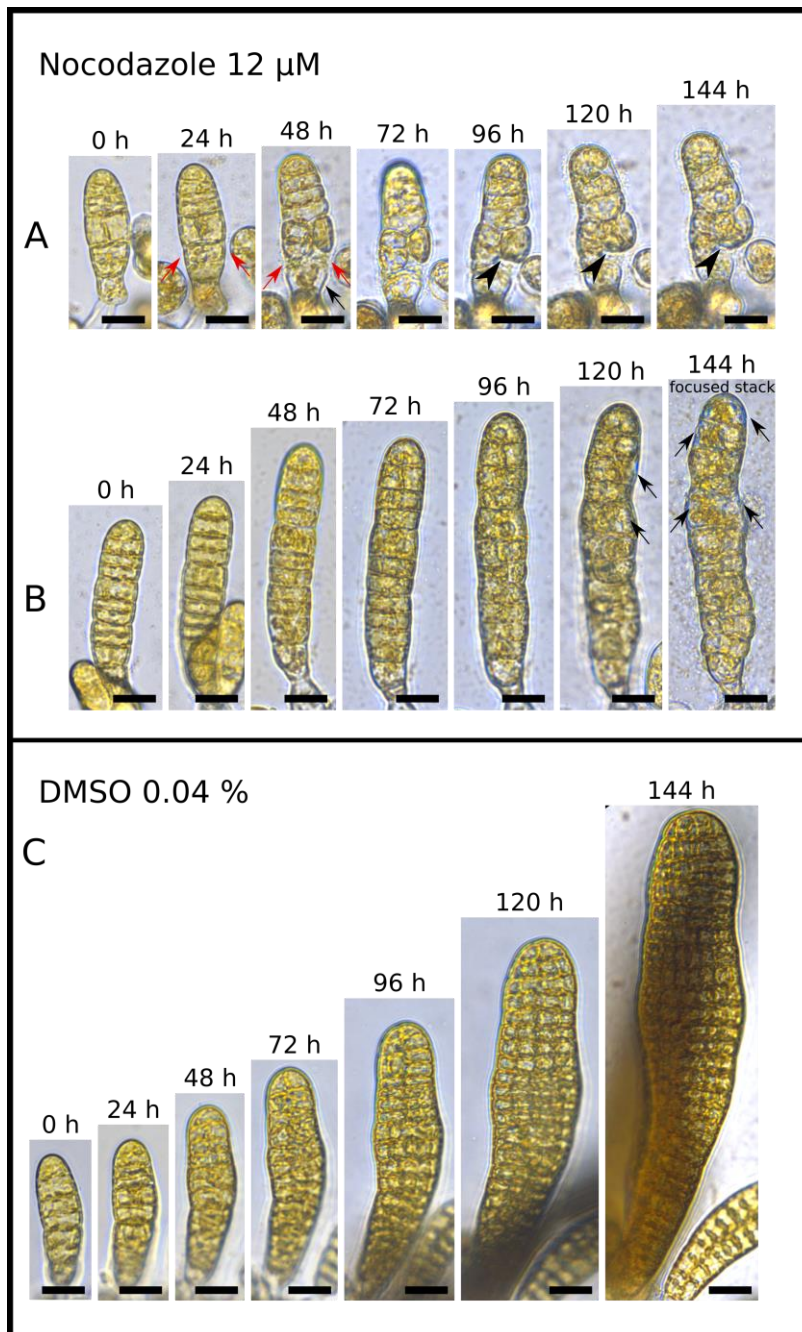 Nocodazole 12 µM
A
0 h
24 h
48 h
72 h
96 h
120 h
144 h
B
0 h
24 h
48 h
72 h
96 h
120 h
144 h
focused stack
DMSO 0.04 %
C
0 h
24 h
48 h
72 h
96 h
120 h
144 h